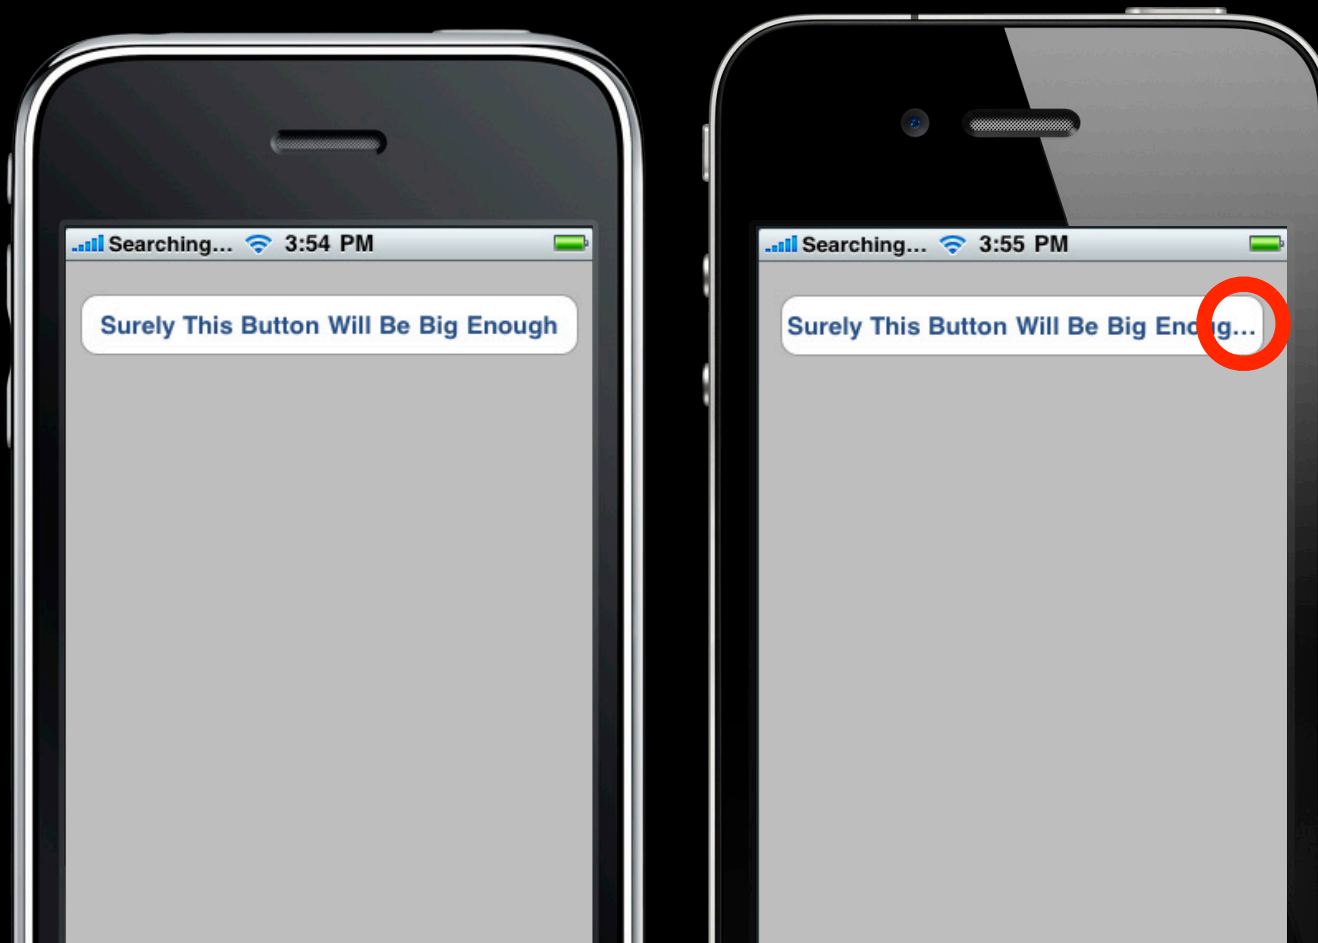 Searching... 3:54 PM
Surely This Button Will Be Big Enough
Searching... 3:55 PM
Surely This Button Will Be Big Enoug...